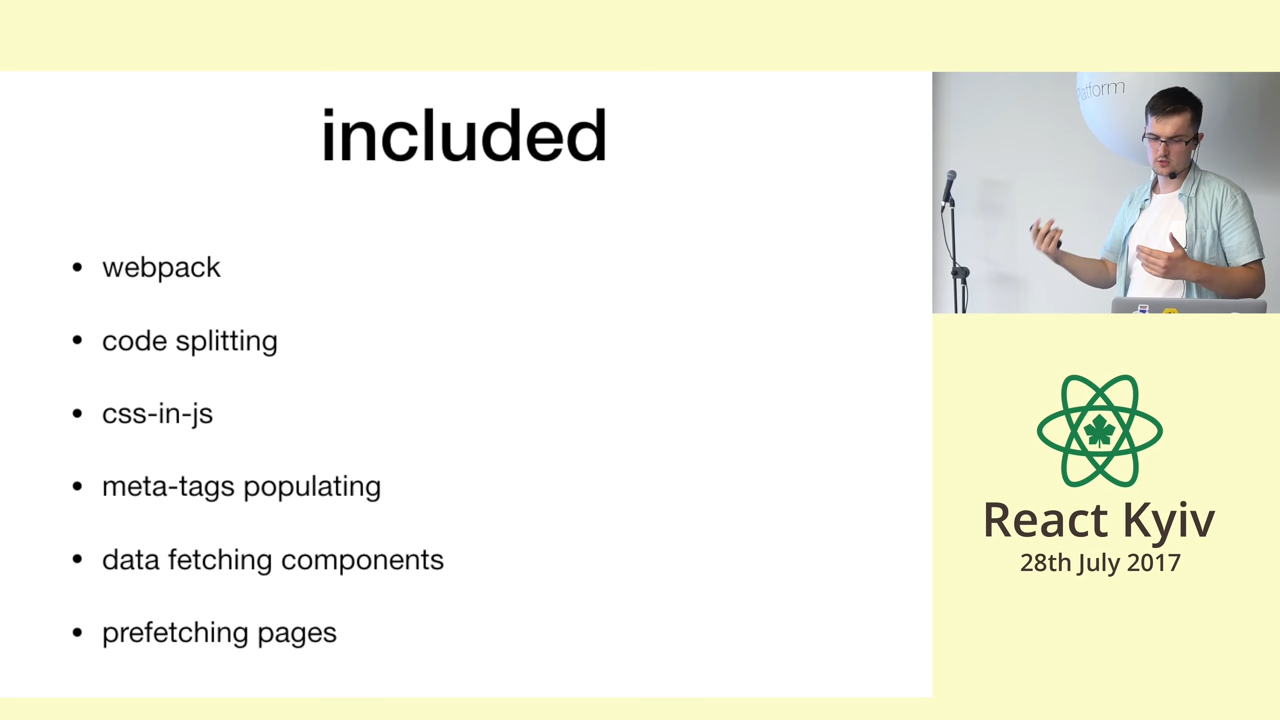 included
• webpack
• code splitting
• css-in-js
• meta-tags populating
• data fetching components
• prefetching pages
atform
React Kyiv
28th July 2017